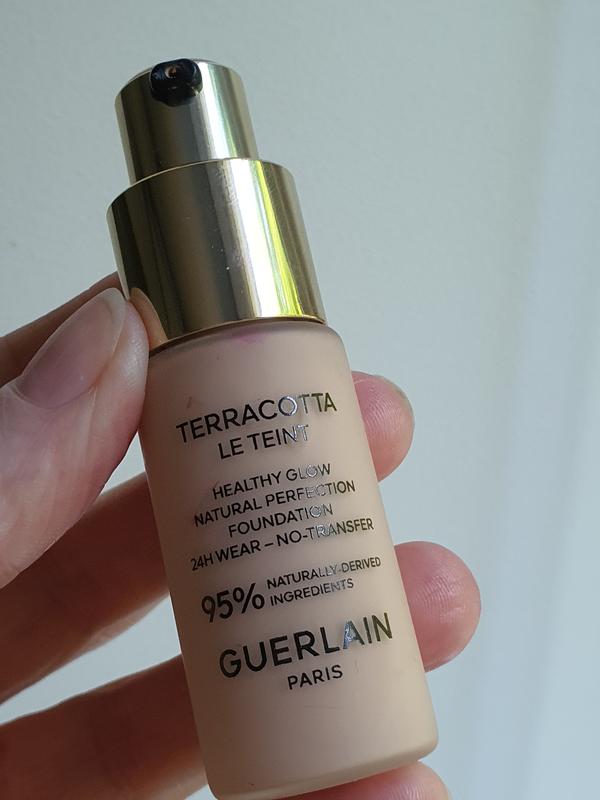 TERRACOTTA
LE TEINT
HEALTHY GLOW
NATURAL PERFECTION
FOUNDATION
24H WEAR – NO-TRANSFER
95% NATURALLY-DERIVED
INGREDIENTS
GUERLAIN
PARIS